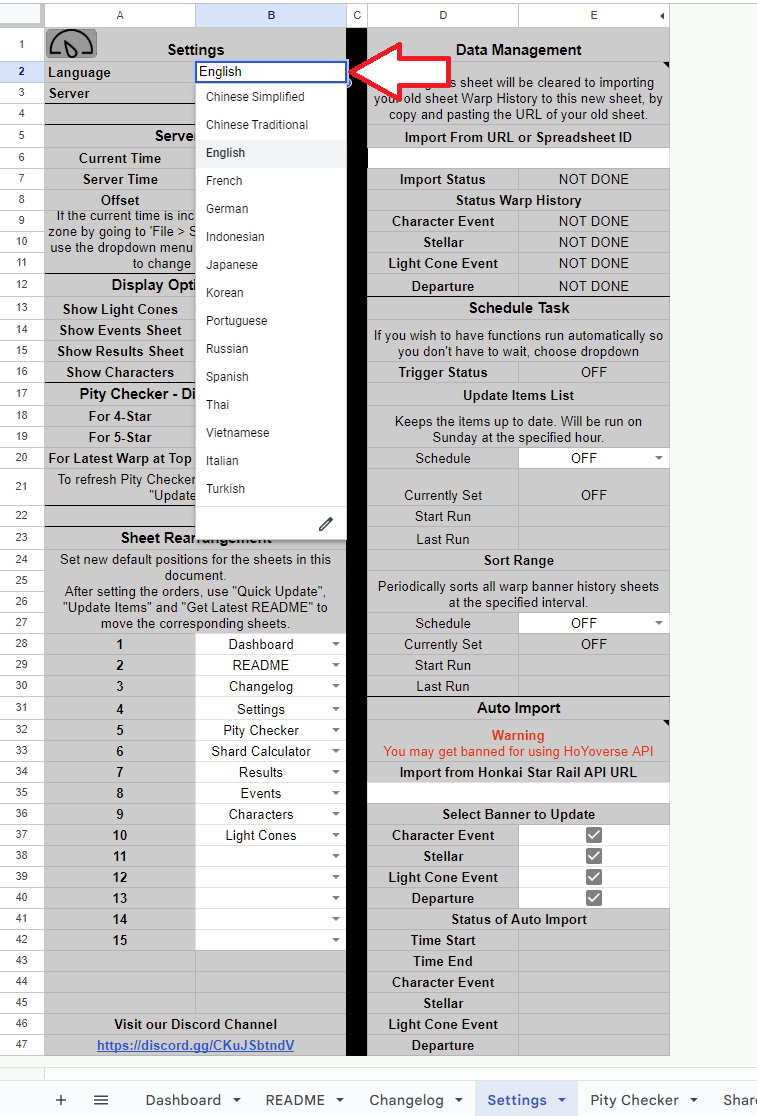 A B C D E
1 Settings Data Management
2 Language English
3 Server
sheet will be cleared to importing
your old sheet Warp History to this new sheet, by
copy and pasting the URL of your old sheet.
4
5 Import From URL or Spreadsheet ID
6 Current Time
7 Server Time Import Status NOT DONE
8 Offset Status Warp History
9 Character Event NOT DONE
10 Stellar NOT DONE
11 Light Cone Event NOT DONE
If the current time is
zone by going to 'File >
use the dropdown menu
to change
12 Display Departure NOT DONE
Chinese Simplified
Chinese Traditional
English
French
German
Indonesian
Japanese
Korean
Portuguese
Russian
Spanish
Thai
Vietnamese
Italian
Turkish
13 Show Light Cones Schedule Task
14 Show Events Sheet If you wish to have functions run automatically so
15 Show Results Sheet you don't have to wait, choose dropdown
16 Show Characters Trigger Status OFF
17 Pity Checker - Update Items List
18 For 4-Star Keeps the items up to date. Will be run on
19 For 5-Star Sunday at the specified hour.
20 For Latest Warp at Top Schedule OFF
21 To refresh Pity Checker
"Update
Currently Set OFF
22 Start Run
23 Sheet Rearrangement Last Run
24 Set new default positions for the sheets in this Sort Range
document.
25 After setting the orders, use "Quick Update", Periodically sorts all warp banner history sheets
26 "Update Items" and "Get Latest README" to at the specified interval.
27 move the corresponding sheets. Schedule OFF
28 1 Dashboard Currently Set OFF
29 2 README Start Run
30 3 Changelog Last Run
31 4 Settings Auto Import
32 5 Pity Checker Warning
33 6 Shard Calculator You may get banned for using HoYoverse API
34 7 Results Import from Honkai Star Rail API URL
35 8 Events
36 9 Characters Select Banner to Update
37 10 Light Cones Character Event
38 11 Stellar
39 12 Light Cone Event
40 13 Departure
41 14 Status of Auto Import
42 15 Time Start
43 Time End
44 Character Event
45 Stellar
46 Visit our Discord Channel Light Cone Event
47 https://discord.gg/CKuJSbtndV Departure
+ Dashboard README Changelog Settings Pity Checker